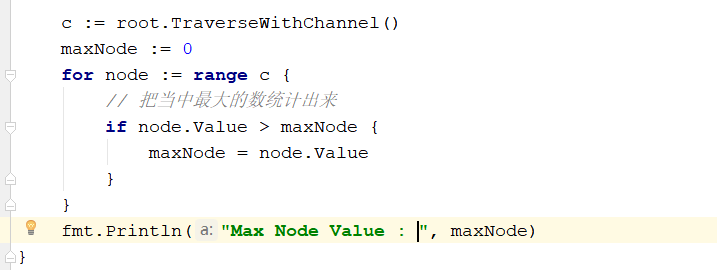 c := root.TraverseWithChannel()
maxNode := 0
for node := range c {
// 把当中最大的数统计出来
if node.Value > maxNode {
maxNode = node.Value
}
}
fmt.Println( a: "Max Node Value : ", maxNode)
}